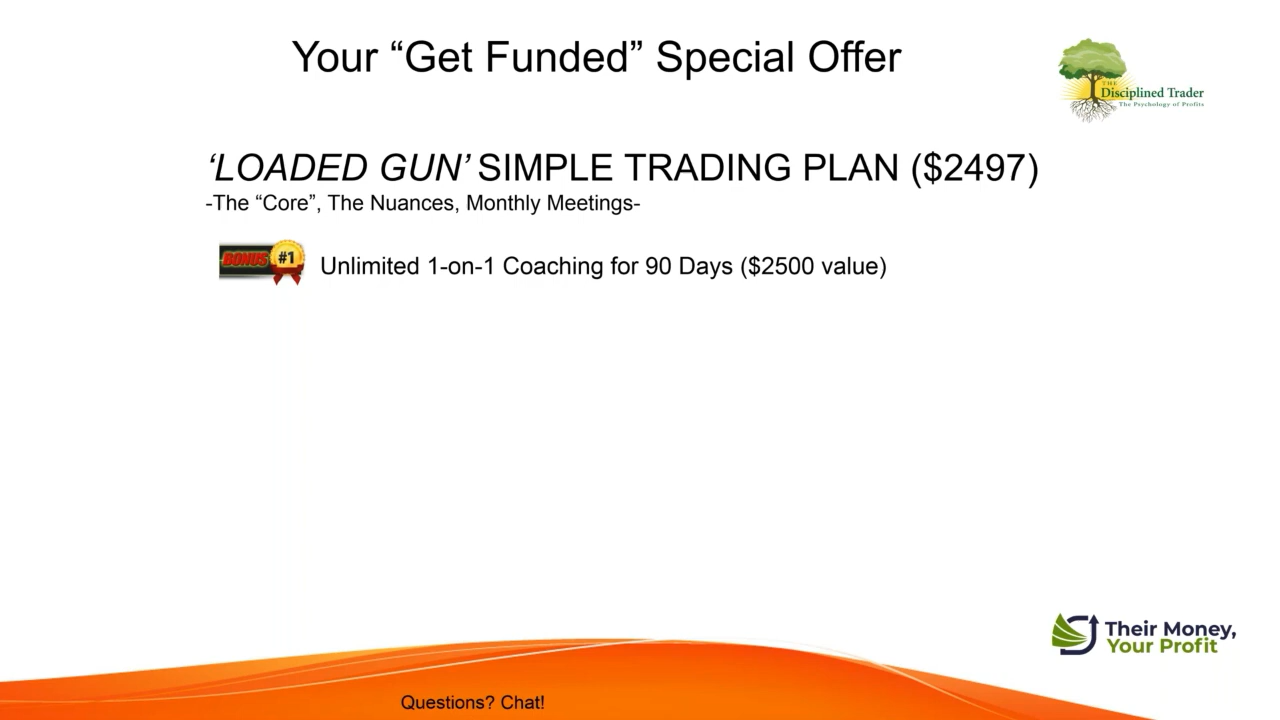 Your “Get Funded” Special Offer
THE
Disciplined Trader
The Psychology of Profits
‘LOADED GUN’ SIMPLE TRADING PLAN ($2497)
-The “Core”, The Nuances, Monthly Meetings-
BONUS #1
Unlimited 1-on-1 Coaching for 90 Days ($2500 value)
Their Money,
Your Profit
Questions? Chat!